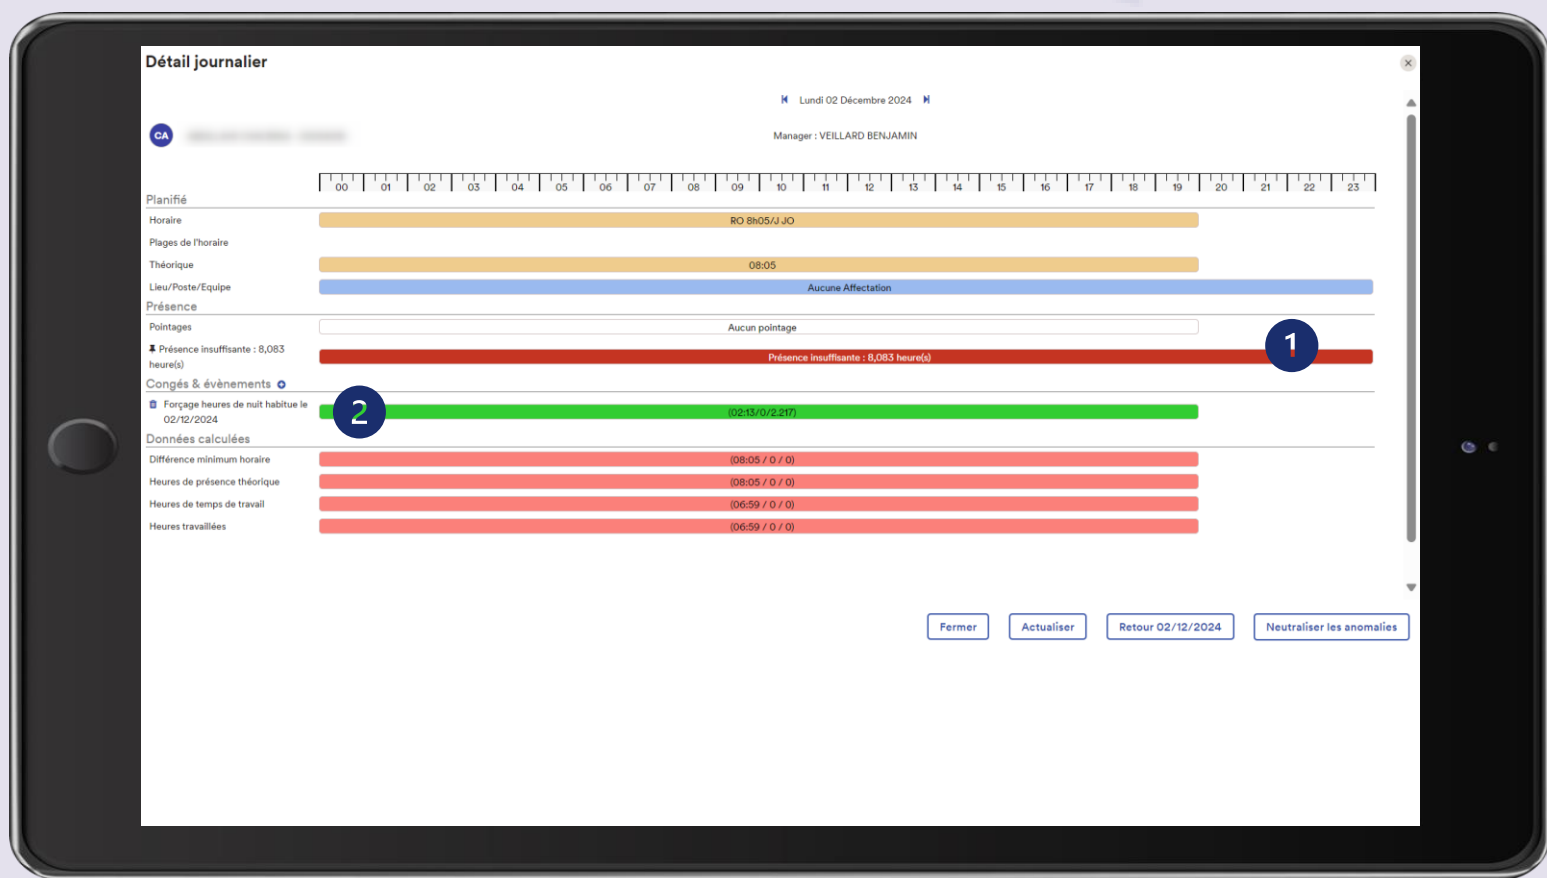 Détail journalier
Lundi 02 Décembre 2024
CA
Manager : VEILLARD BENJAMIN
00 01 02 03 04 05 06 07 08 09 10 11 12 13 14 15 16 17 18 19 20 21 22 23
Planifié
Horaire RO 8h05/J JO
Plages de l'horaire
Théorique 08:05
Lieu/Poste/Equipe Aucune Affectation
Présence
Pointages Aucun pointage
Présence insuffisante : 8,083
heure(s)
Présence insuffisante : 8,083 heure(s)
1
Congés & évènements
Forçage heures de nuit habitue le
02/12/2024
2
(02:13/0/2.217)
Données calculées
Différence minimum horaire (08:05 / 0 / 0)
Heures de présence théorique (08:05 / 0 / 0)
Heures de temps de travail (06:59 / 0 / 0)
Heures travaillées (06:59 / 0 / 0)
Fermer Actualiser Retour 02/12/2024 Neutraliser les anomalies